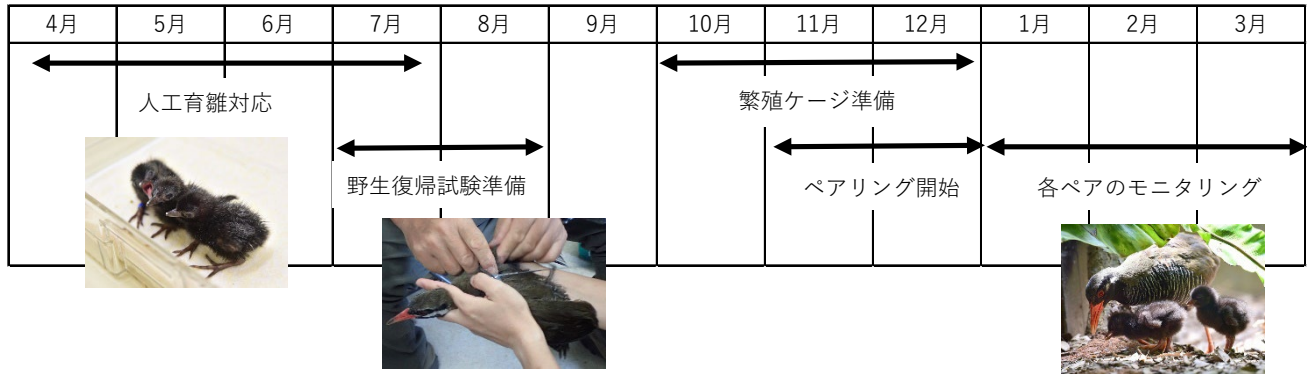 4月 5月 6月 7月 8月 9月 10月 11月 12月 1月 2月 3月
人工育雛対応
繁殖ケージ準備
野生復帰試験準備
ペアリング開始
各ペアのモニタリング